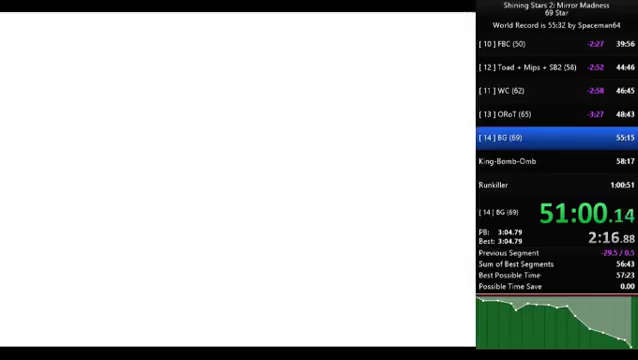 Shining Stars 2: Mirror Madness
69 Star
World Record is 55:32 by Spaceman64
[ 10 ] FBC (50) -2:27 39:56
[ 12 ] Toad + Mips + SB2 (58) -2:52 44:46
[ 11 ] WC (62) -2:58 46:45
[ 13 ] ORoT (65) -3:27 48:43
[ 14 ] BG (69) 55:15
King-Bomb-Omb 58:17
Runkiller 1:00:51
[ 14 ] BG (69) 51:00.14
PB: 3:04.79
Best: 3:04.79 2:16.88
Previous Segment -29.5 / 0.5
Sum of Best Segments 56:43
Best Possible Time 57:23
Possible Time Save 0.00